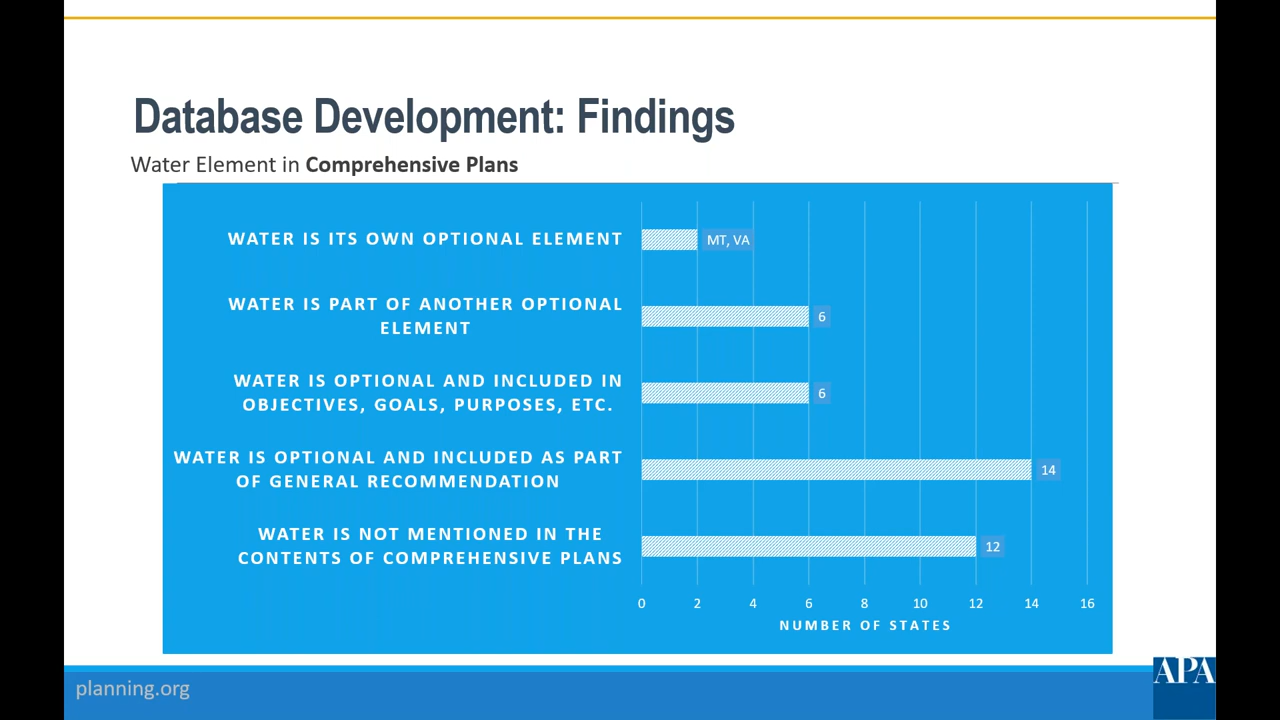 Database Development: Findings
Water Element in Comprehensive Plans
WATER IS ITS OWN OPTIONAL ELEMENT
MT, VA
WATER IS PART OF ANOTHER OPTIONAL
ELEMENT
6
WATER IS OPTIONAL AND INCLUDED IN
OBJECTIVES, GOALS, PURPOSES, ETC.
6
WATER IS OPTIONAL AND INCLUDED AS PART
OF GENERAL RECOMMENDATION
14
WATER IS NOT MENTIONED IN THE
CONTENTS OF COMPREHENSIVE PLANS
12
0 2 4 6 8 10 12 14 16
NUMBER OF STATES
planning.org
APA